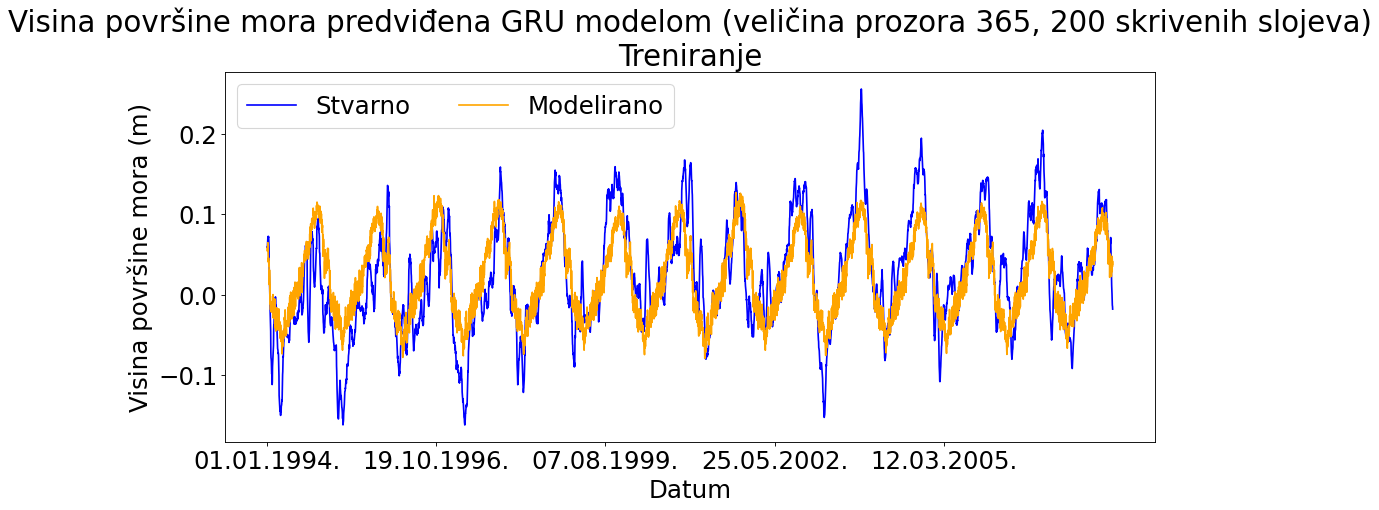 Visina površine mora predviđena GRU modelom (veličina prozora 365, 200 skrivenih slojeva)
Treniranje
Stvarno
Modelirano
Visina površine mora (m)
0.2
0.1
0.0
−0.1
01.01.1994.
19.10.1996.
07.08.1999.
25.05.2002.
12.03.2005.
Datum